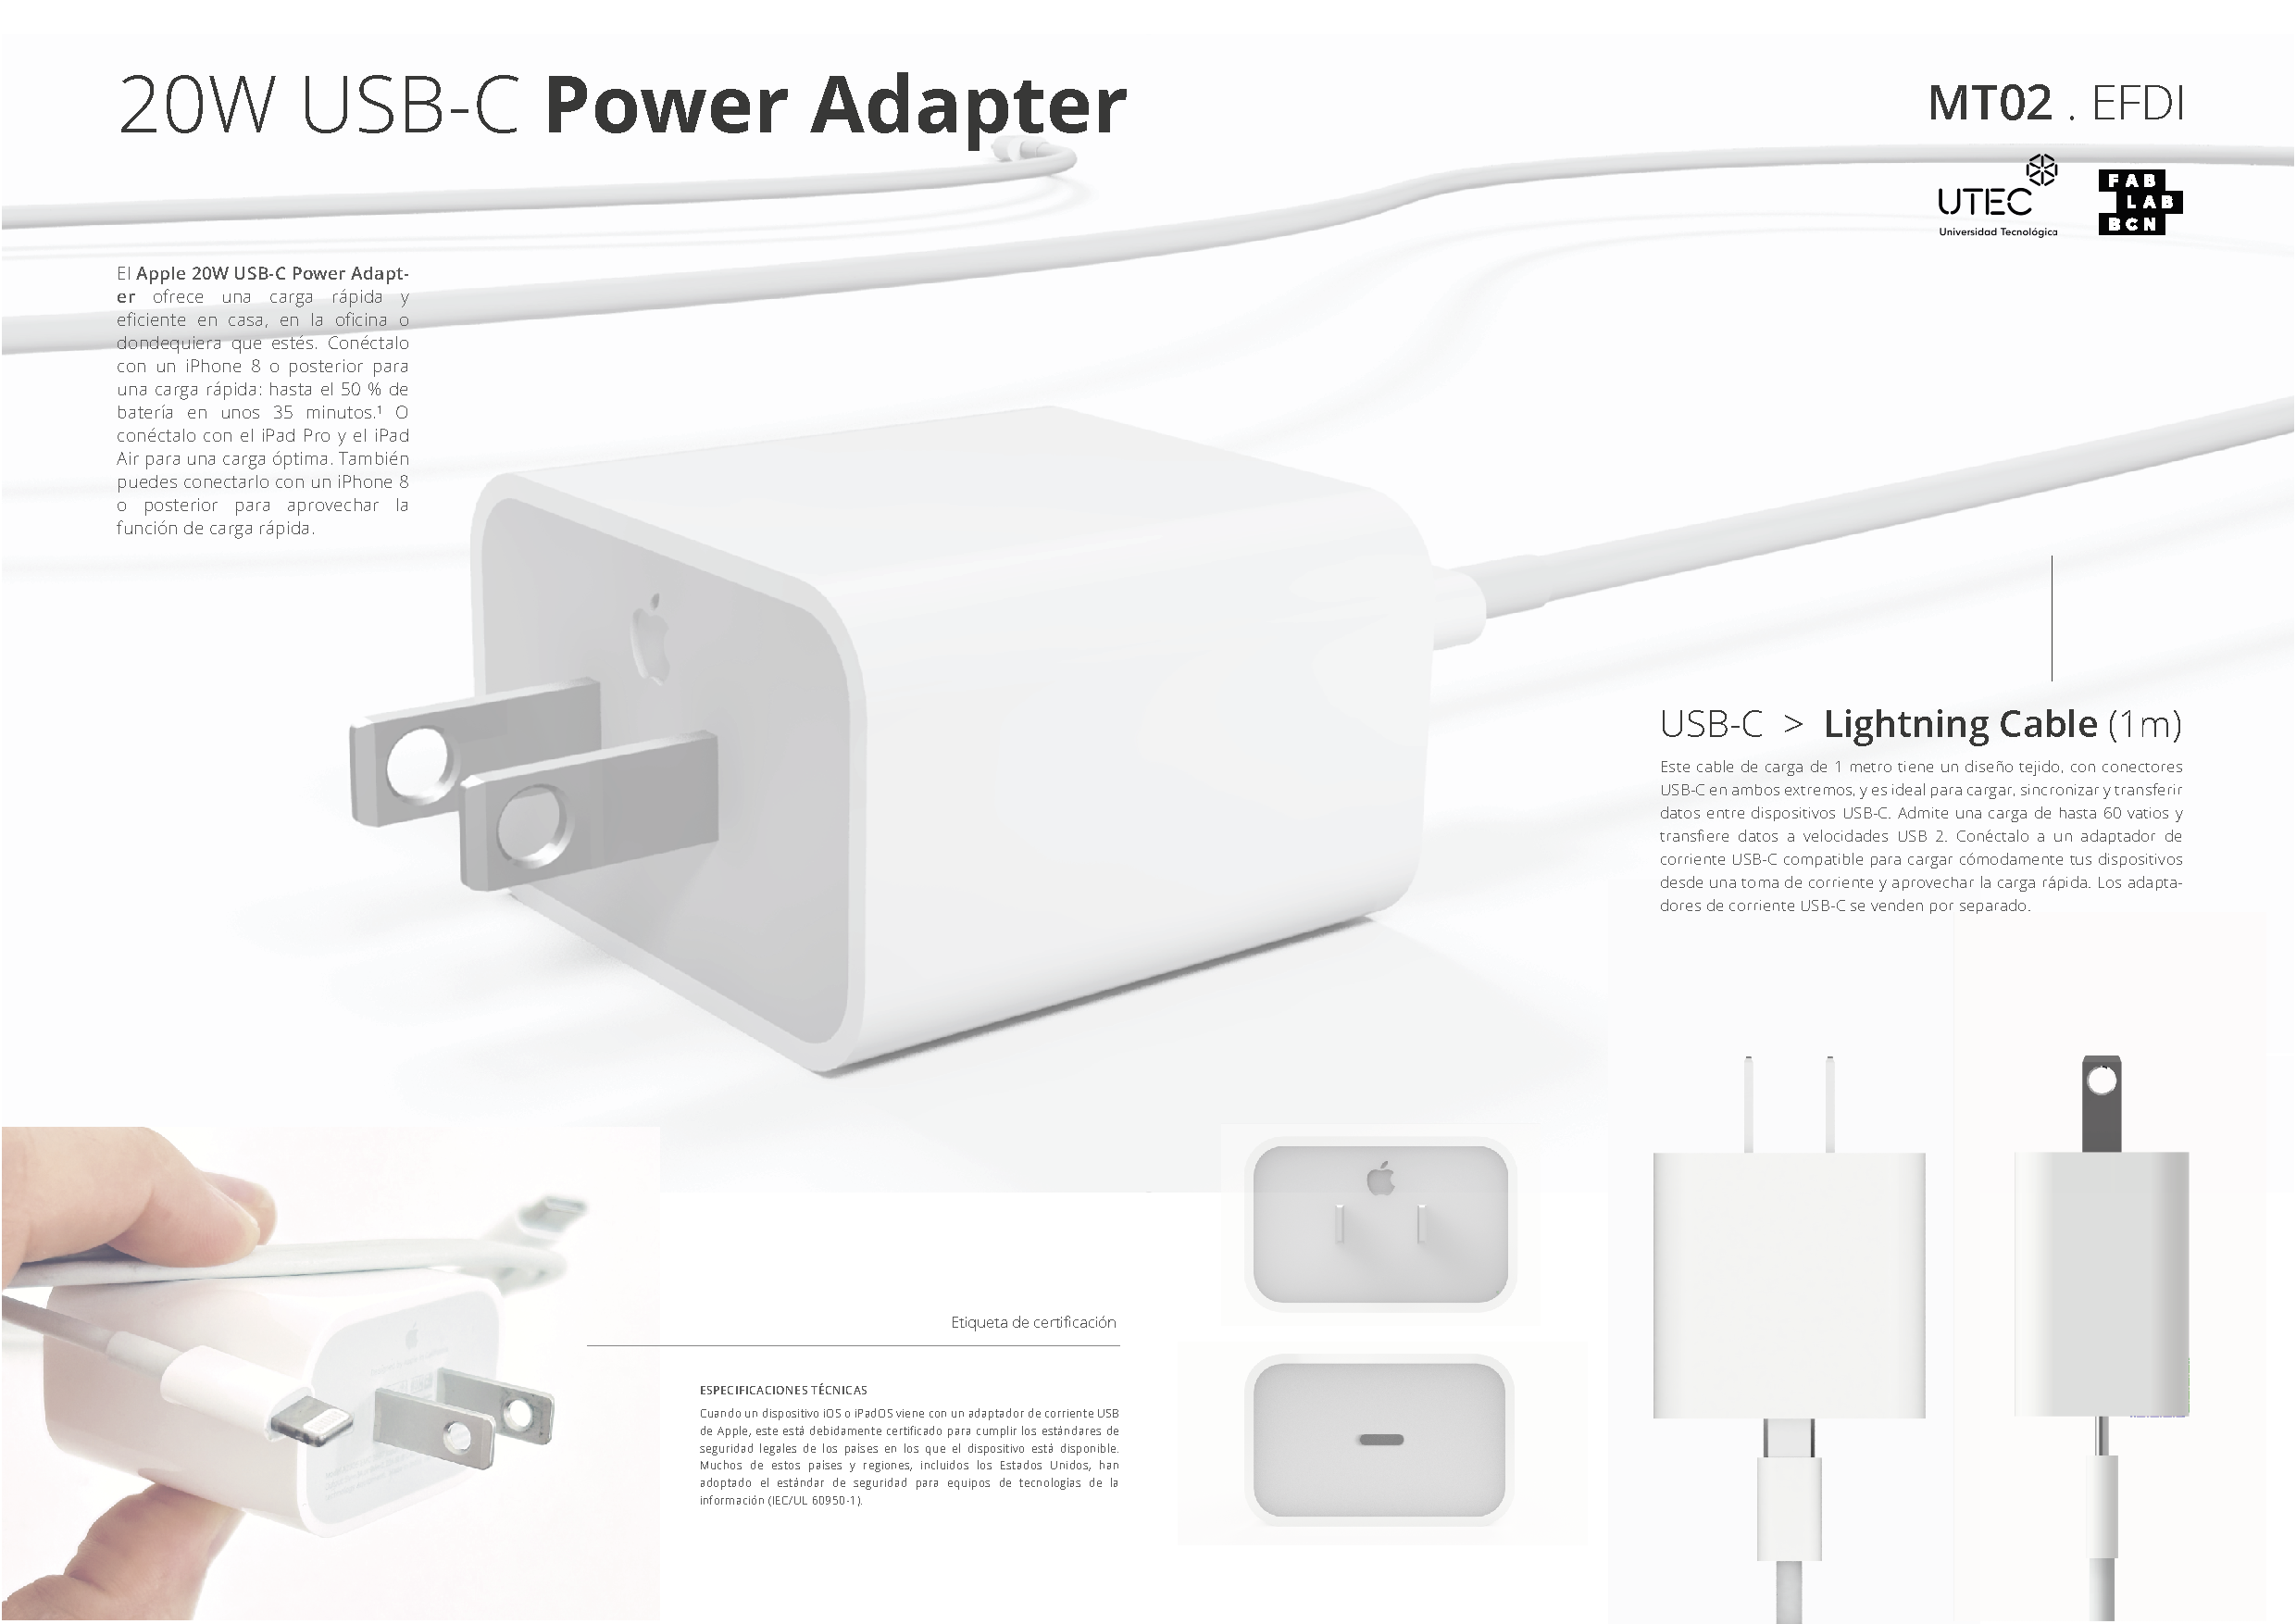 20W USB-C Power Adapter
MT02 . EFDI
UTEC
Universidad Tecnológica
FAB
LAB
BCN
El Apple 20W USB-C Power Adapt-
er ofrece una carga rápida y
eficiente en casa, en la oficina o
dondequiera que estés. Conéctalo
con un iPhone 8 o posterior para
una carga rápida: hasta el 50 % de
batería en unos 35 minutos.¹ O
conéctalo con el iPad Pro y el iPad
Air para una carga óptima. También
puedes conectarlo con un iPhone 8
o posterior para aprovechar la
función de carga rápida.
USB-C > Lightning Cable (1m)
Este cable de carga de 1 metro tiene un diseño tejido, con conectores
USB-C en ambos extremos, y es ideal para cargar, sincronizar y transferir
datos entre dispositivos USB-C. Admite una carga de hasta 60 vatios y
transfiere datos a velocidades USB 2. Conéctalo a un adaptador de
corriente USB-C compatible para cargar cómodamente tus dispositivos
desde una toma de corriente y aprovechar la carga rápida. Los adapta-
dores de corriente USB-C se venden por separado.
Etiqueta de certificación
ESPECIFICACIONES TÉCNICAS
Cuando un dispositivo iOS o iPadOS viene con un adaptador de corriente USB
de Apple, este está debidamente certificado para cumplir los estándares de
seguridad legales de los países en los que el dispositivo está disponible.
Muchos de estos países y regiones, incluidos los Estados Unidos, han
adoptado el estándar de seguridad para equipos de tecnologías de la
información (IEC/UL 60950-1).